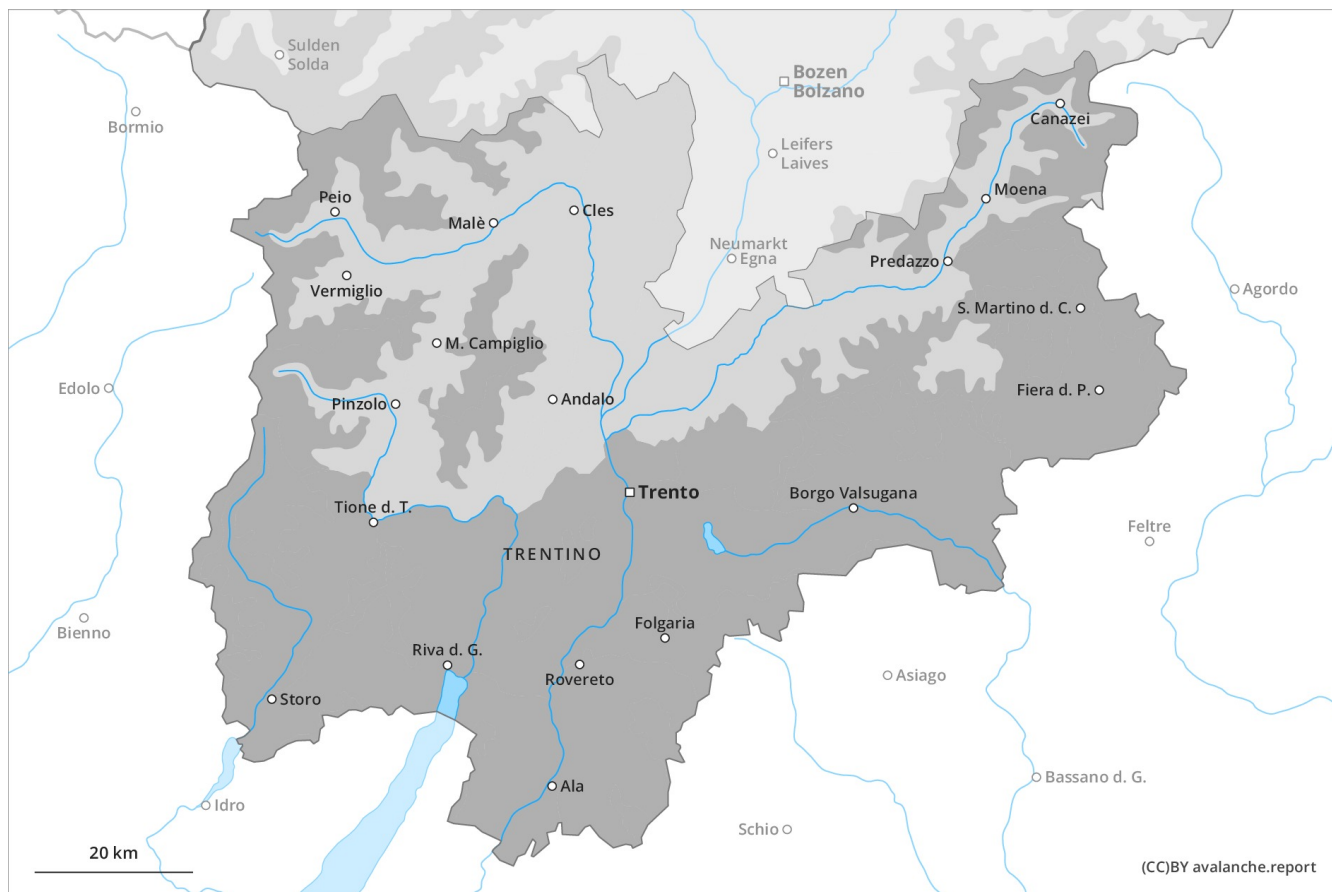 Sulden
Solda
Bozen
Bolzano
Bormio
Canazei
Leifers
Laives
Peio
Moena
Malè
Cles
Neumarkt
Egna
Predazzo
Vermiglio
Agordo
S. Martino d. C.
M. Campiglio
Edolo
Andalo
Fiera d. P.
Pinzolo
Trento
Borgo Valsugana
Tione d. T.
Feltre
TRENTINO
Bienno
Folgaria
Riva d. G.
Rovereto
Asiago
Storo
Bassano d. G.
Ala
Idro
Schio
20 km
(CC)BY avalanche.report